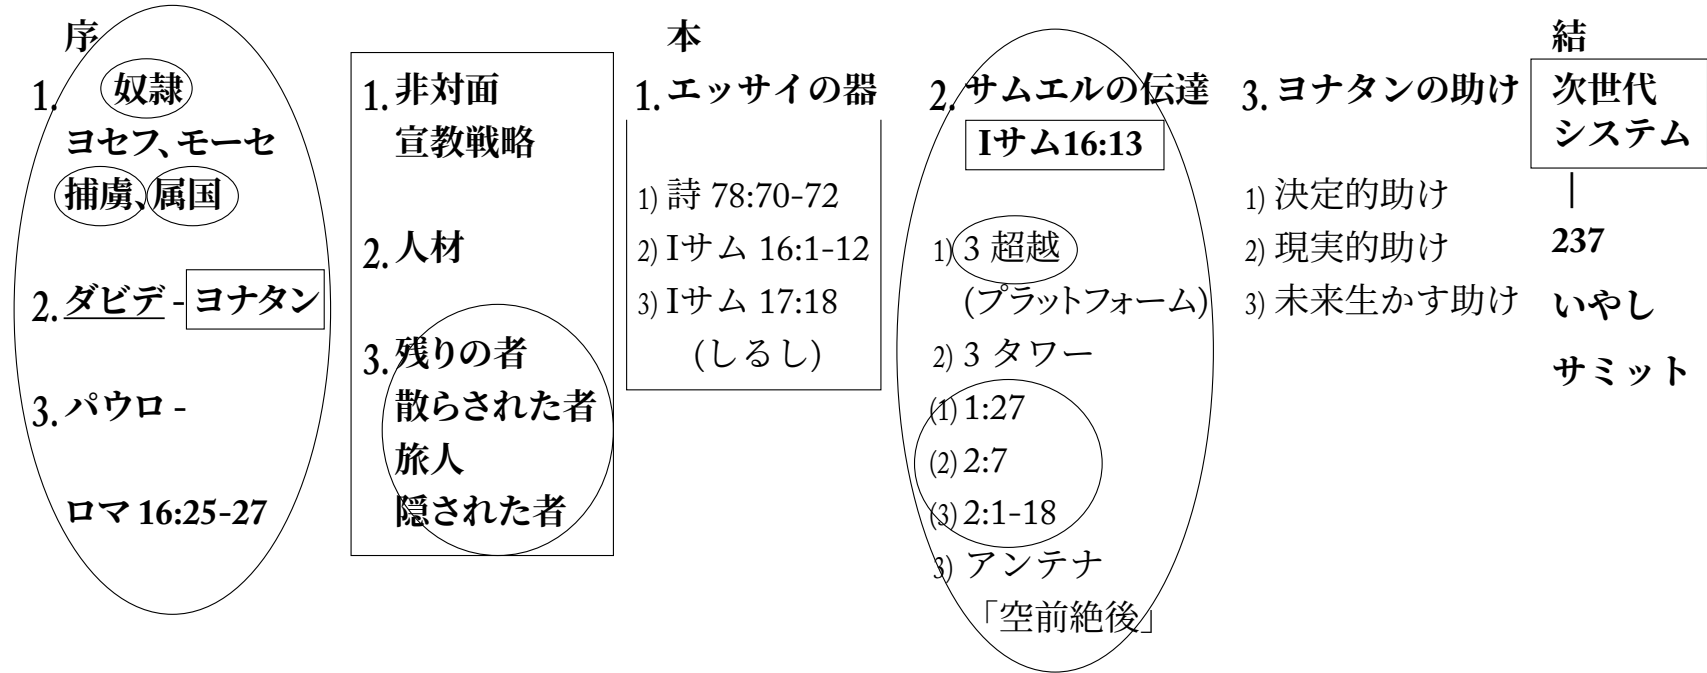 序
1. 奴隷
ヨセフ、モーセ
捕虜、属国
2. ダビデ - ヨナタン
3. パウロ -
ロマ 16:25-27
1. 非対面
宣教戦略
2. 人材
3. 残りの者
散らされた者
旅人
隠された者
本
1. エッサイの器
1) 詩 78:70-72
2) Iサム 16:1-12
3) Iサム 17:18
(しるし)
2. サムエルの伝達
Iサム16:13
1) 3 超越
(プラットフォーム)
2) 3 タワー
(1) 1:27
(2) 2:7
(3) 2:1-18
3) アンテナ
「空前絶後」
3. ヨナタンの助け
1) 決定的助け
2) 現実的助け
3) 未来生かす助け
結
次世代
システム
|
237
いやし
サミット